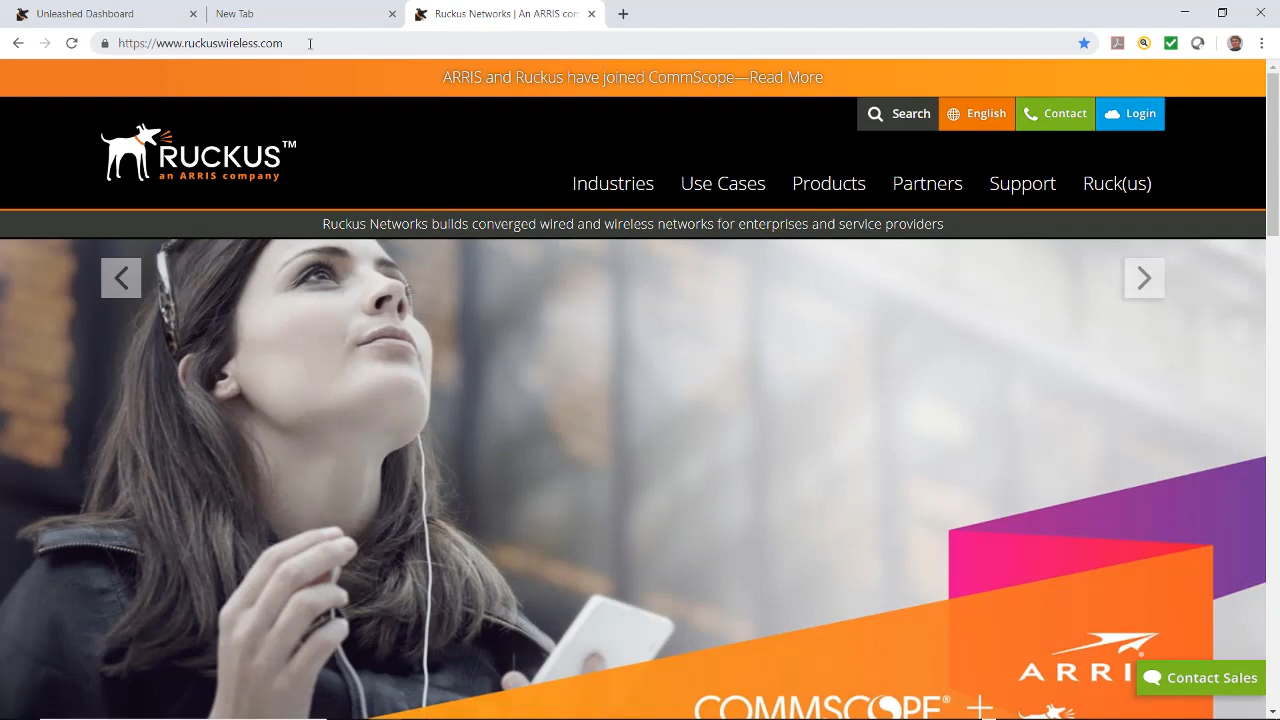 Unleashed Dashboard
New Tab
Ruckus Networks | An ARRIS com
https://www.ruckuswireless.com
ARRIS and Ruckus have joined CommScope—Read More
Search
English
Contact
Login
RUCKUS™
an ARRIS company
Industries
Use Cases
Products
Partners
Support
Ruck(us)
Ruckus Networks builds converged wired and wireless networks for enterprises and service providers
ARRI
Contact Sales
COMMSCOPE® +